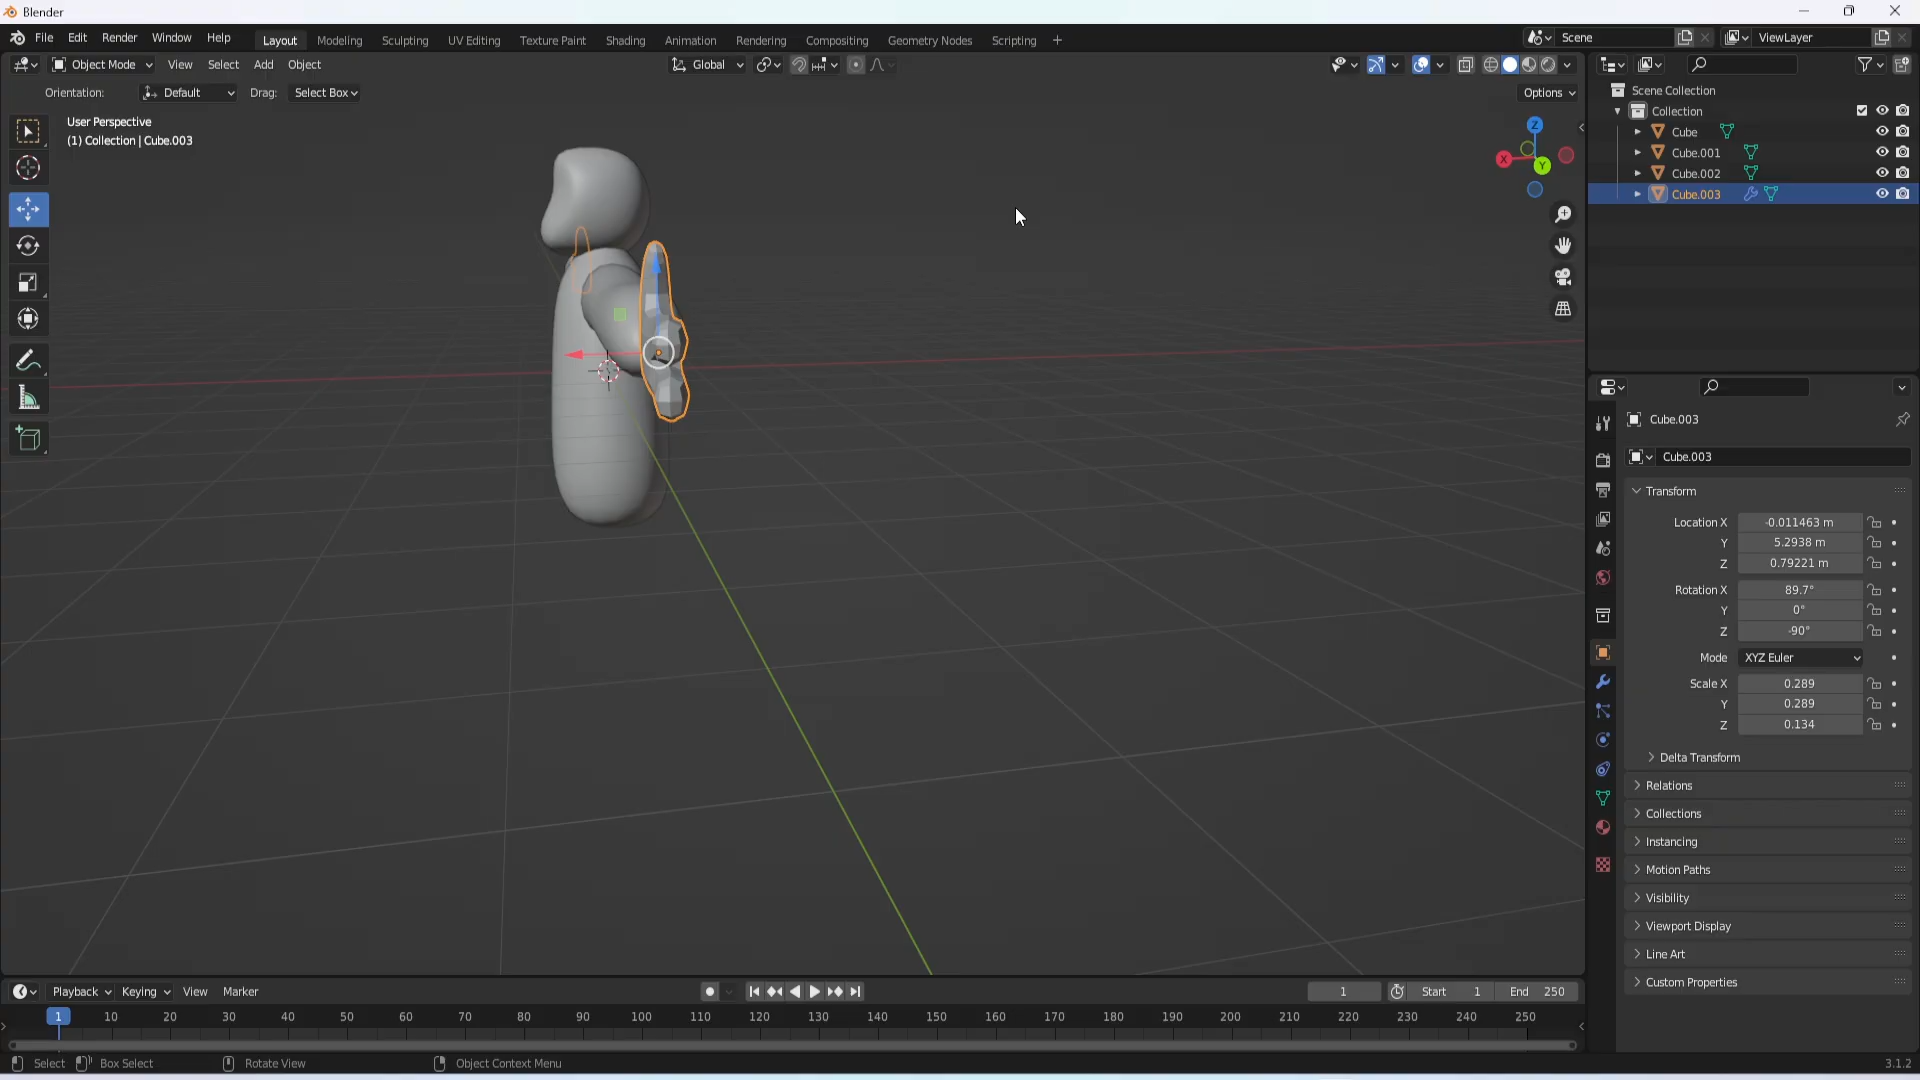 Blender
File Edit Render Window Help
Layout Modeling Sculpting UV Editing Texture Paint Shading Animation Rendering Compositing Geometry Nodes Scripting +
Scene
ViewLayer
Object Mode View Select Add Object
Global
Orientation: Default Drag: Select Box
Options
User Perspective
(1) Collection | Cube.003
Z
X
Y
Scene Collection
Collection
Cube
Cube.001
Cube.002
Cube.003
Cube.003
Cube.003
Transform
Location X -0.011463 m
Y 5.2938 m
Z 0.79221 m
Rotation X 89.7°
Y 0°
Z -90°
Mode XYZ Euler
Scale X 0.289
Y 0.289
Z 0.134
Delta Transform
Relations
Collections
Instancing
Motion Paths
Visibility
Viewport Display
Line Art
Custom Properties
Playback Keying View Marker
1
Start 1 End 250
1 10 20 30 40 50 60 70 80 90 100 110 120 130 140 150 160 170 180 190 200 210 220 230 240 250
Select Box Select Rotate View Object Context Menu
3.1.2